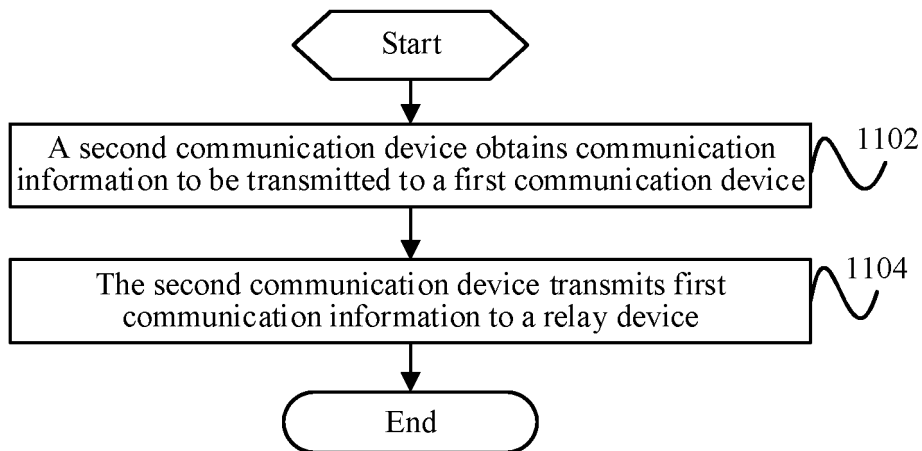 Start
A second communication device obtains communication
information to be transmitted to a first communication device
1102
The second communication device transmits first
communication information to a relay device
1104
End